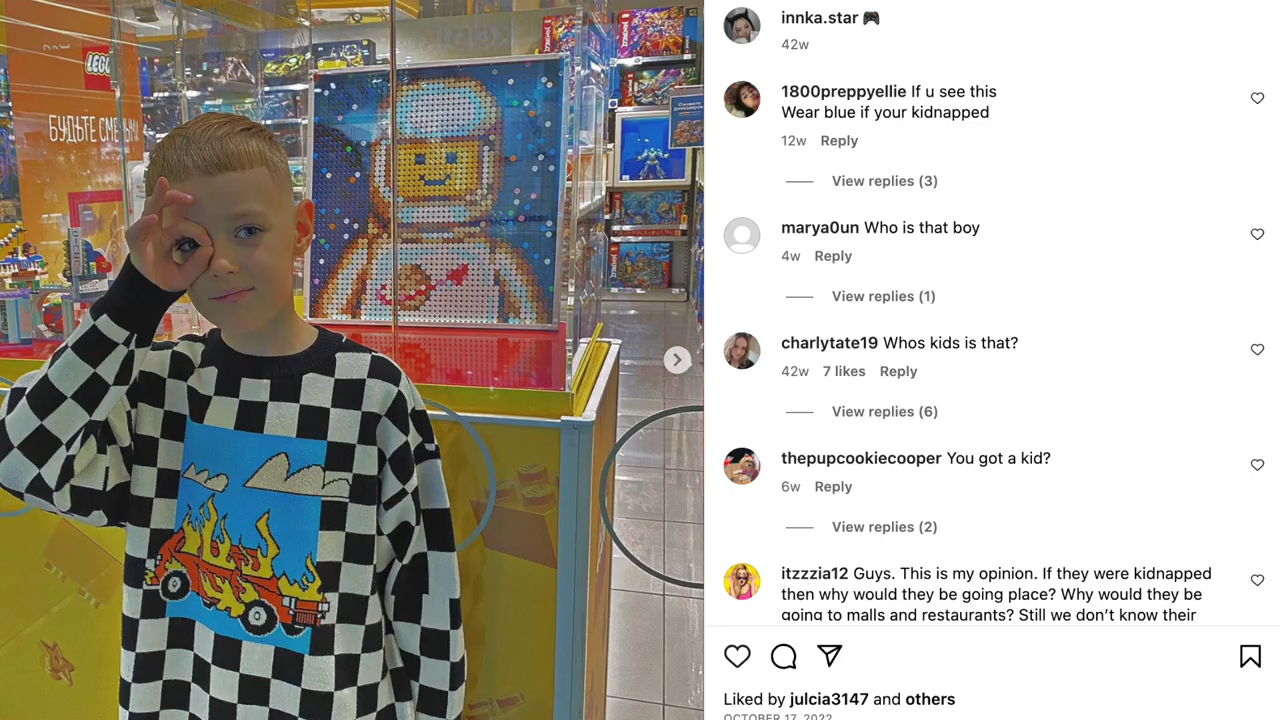 LEGO
БУДЬТЕ СМЕ
innka.star 🎮
42w
1800preppyellie If u see this
Wear blue if your kidnapped
12w Reply
View replies (3)
marya0un Who is that boy
4w Reply
View replies (1)
charlytate19 Whos kids is that?
42w 7 likes Reply
View replies (6)
thepupcookiecooper You got a kid?
6w Reply
View replies (2)
itzzzia12 Guys. This is my opinion. If they were kidnapped
then why would they be going place? Why would they be
going to malls and restaurants? Still we don’t know their
Liked by julcia3147 and others
OCTOBER 17, 2022